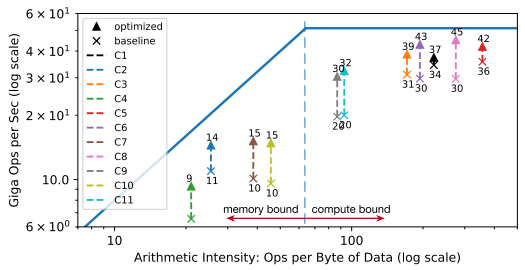 6 × 10¹
4 × 10¹
3 × 10¹
2 × 10¹
10.0
6 × 10⁰
Giga Ops per Sec (log scale)
optimized
baseline
C1
C2
C3
C4
C5
C6
C7
C8
C9
C10
C11
9
14
11
15
10
15
10
30
20
32
20
39
31
43
30
37
34
45
30
42
36
memory bound
compute bound
10
100
Arithmetic Intensity: Ops per Byte of Data (log scale)